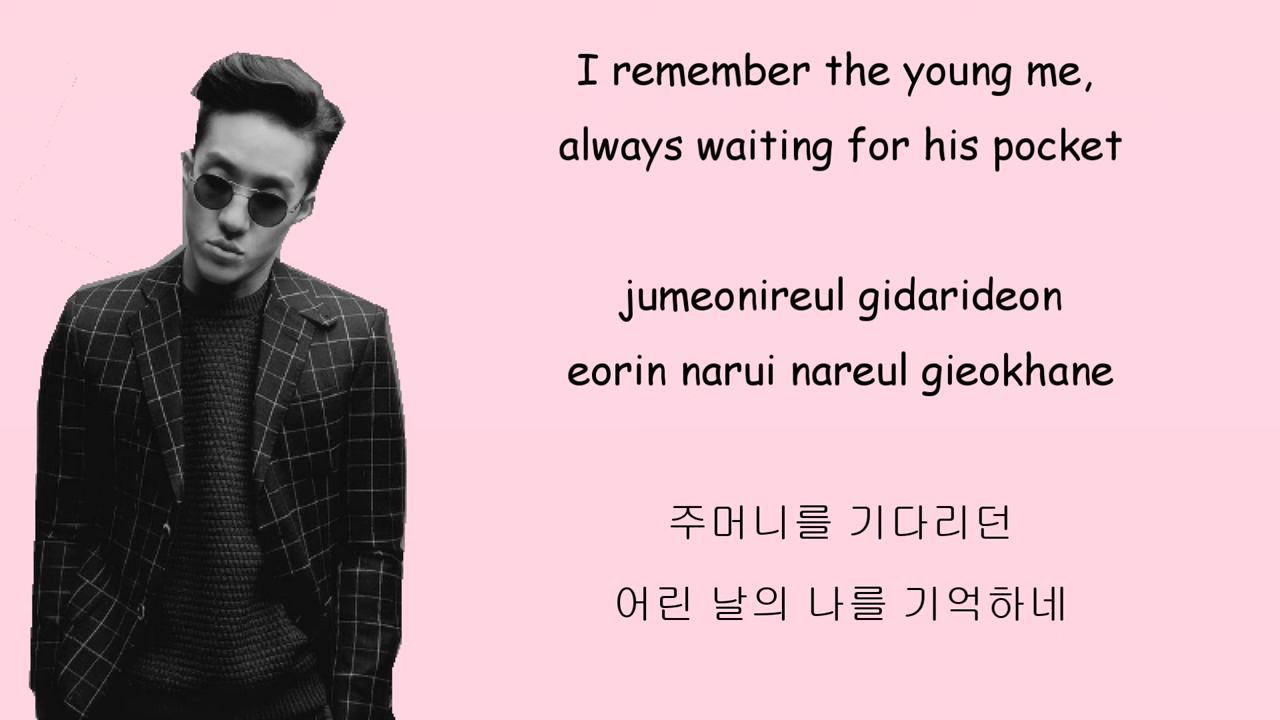 I remember the young me,
always waiting for his pocket
jumeonireul gidarideon
eorin narui nareul gieokhane
주머니를 기다리던
어린 날의 나를 기억하네